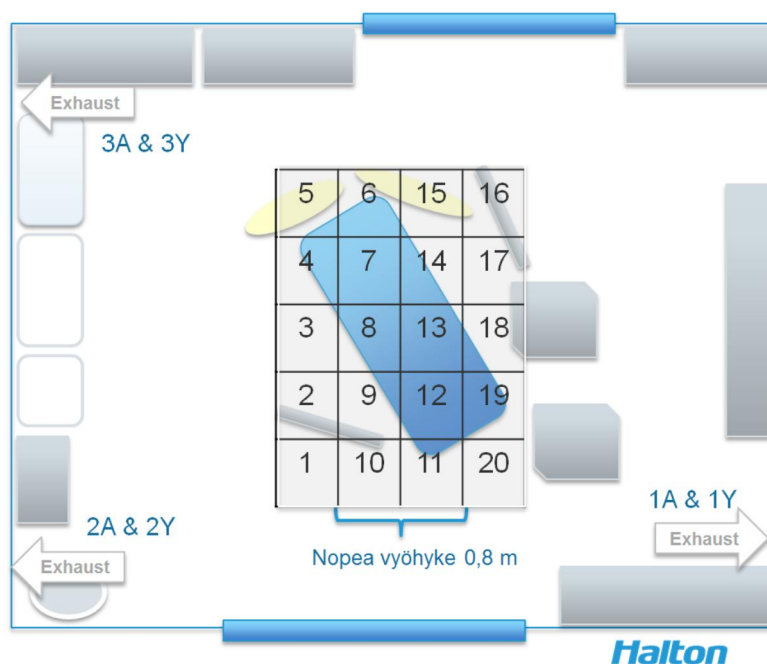 Exhaust
3A & 3Y
5 6 15 16
4 7 14 17
3 8 13 18
2 9 12 19
1 10 11 20
1A & 1Y
2A & 2Y
Exhaust
Exhaust
Nopea vyöhyke 0,8 m
Halton